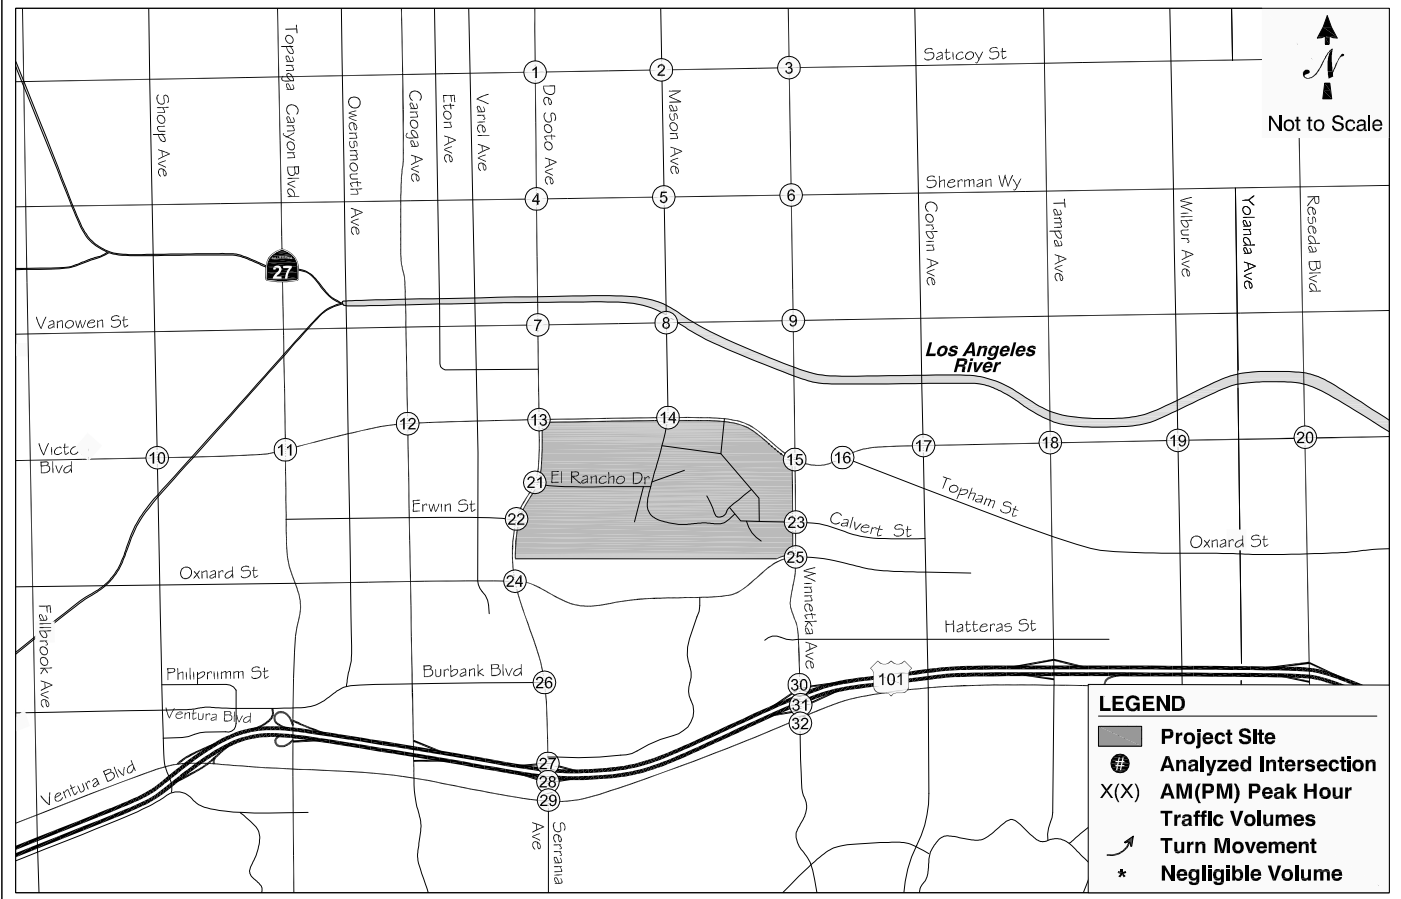 Saticoy St
Not to Scale
Shoup Ave
Topanga Canyon Blvd
Owensmouth Ave
Canoga Ave
Eton Ave
Variel Ave
De Soto Ave
Mason Ave
1
2
3
Sherman Wy
4
5
6
Corbin Ave
Tampa Ave
Wilbur Ave
Yolanda Ave
Reseda Blvd
27
Vanowen St
7
8
9
Los Angeles
River
Victc
Blvd
10
11
12
13
14
15
16
17
18
19
20
21
El Rancho Dr
Topham St
Erwin St
22
23
Calvert St
Oxnard St
25
Oxnard St
24
Winnetka Ave
Fallbrook Ave
Hatteras St
Philiprimm St
Burbank Blvd
26
30
101
31
32
Ventura Blvd
Ventura Blvd
27
28
29
Serrania
Ave
LEGEND
Project Site
# Analyzed Intersection
X(X) AM(PM) Peak Hour
Traffic Volumes
Turn Movement
* Negligible Volume